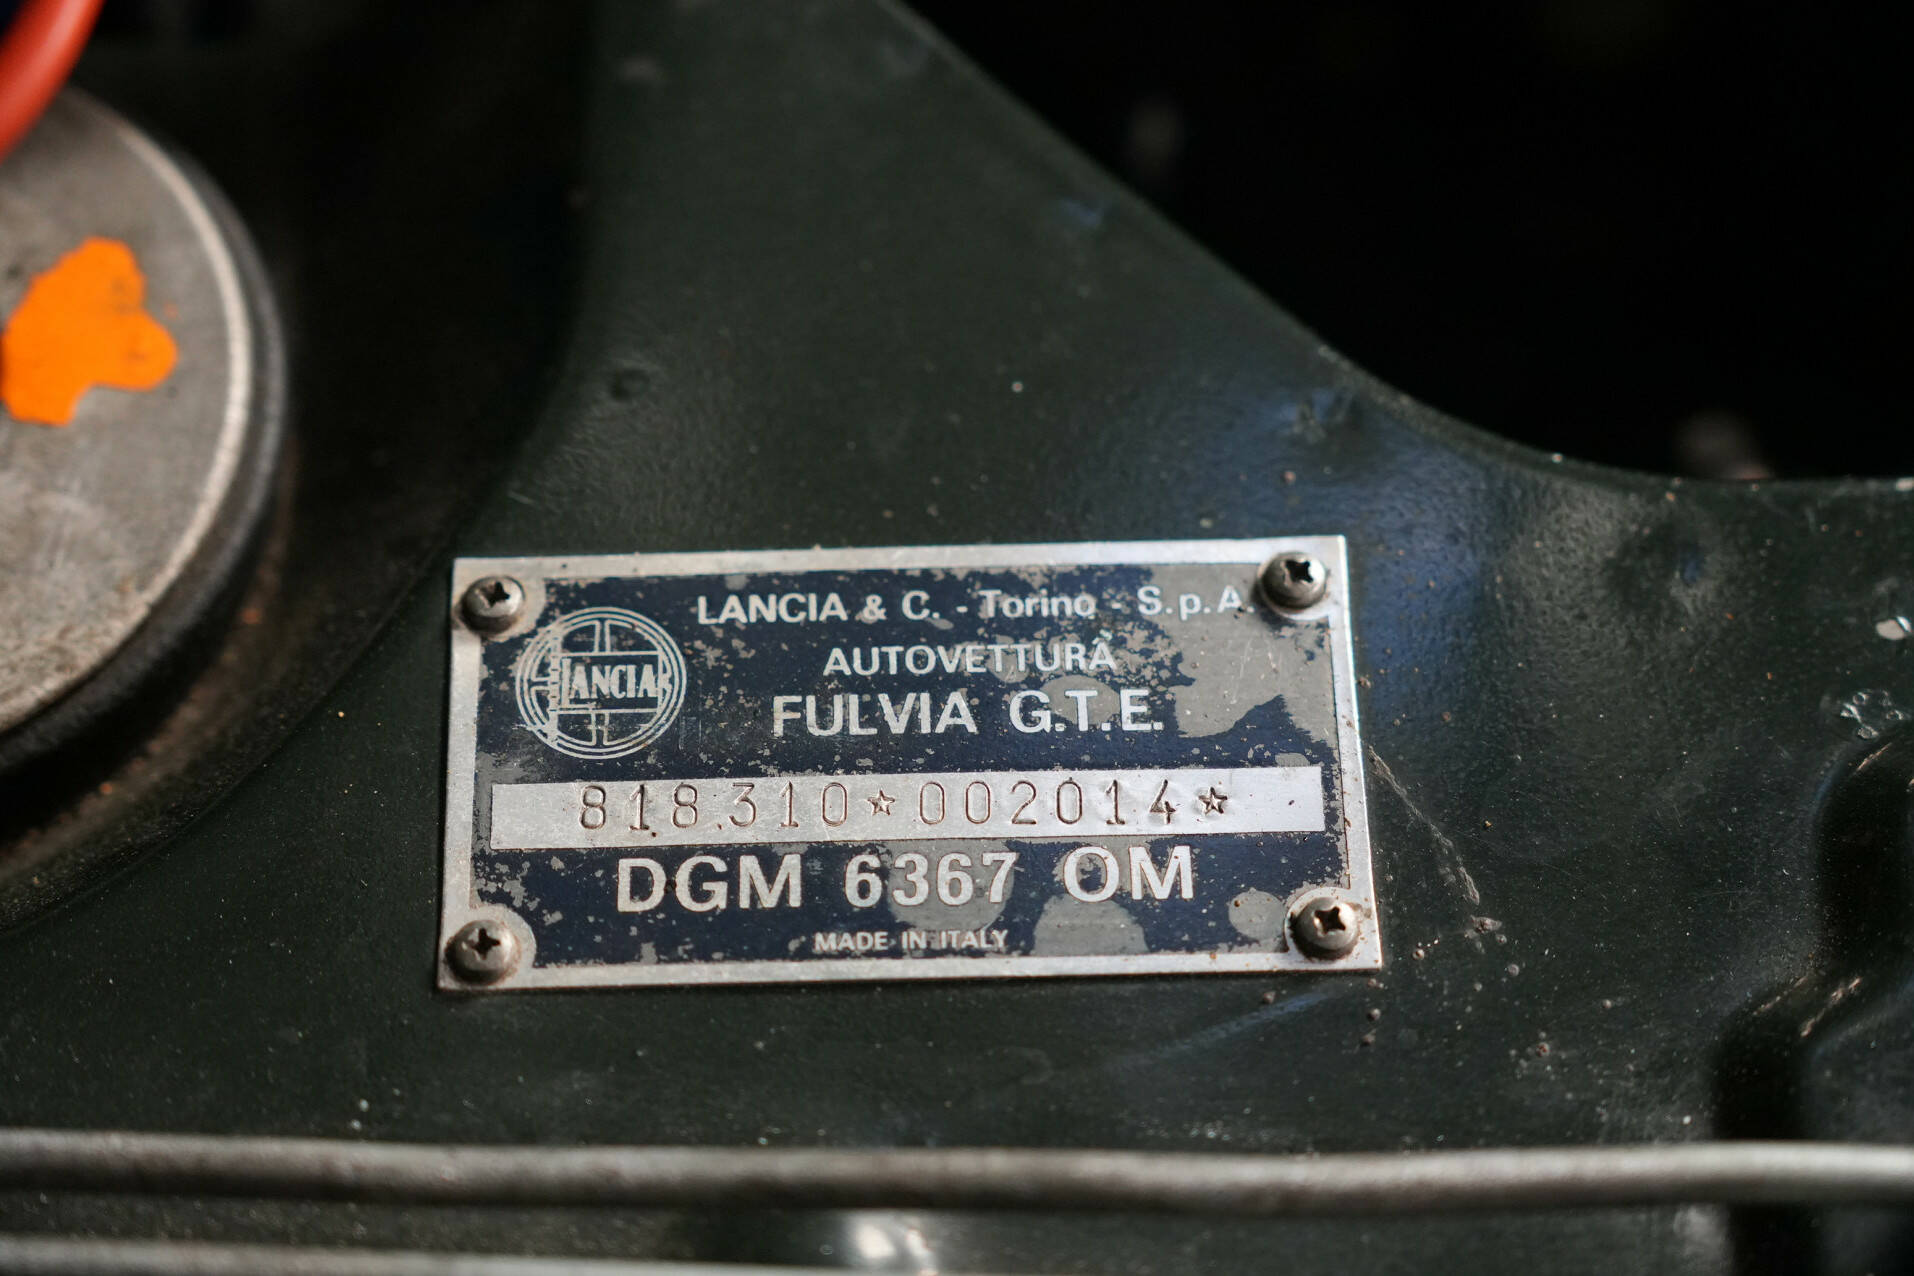 LANCIA & C. - Torino - S.p.A.
AUTOVETTURA
LANCIA
FULVIA G.T.E.
818.310★002014★
DGM 6367 OM
MADE IN ITALY